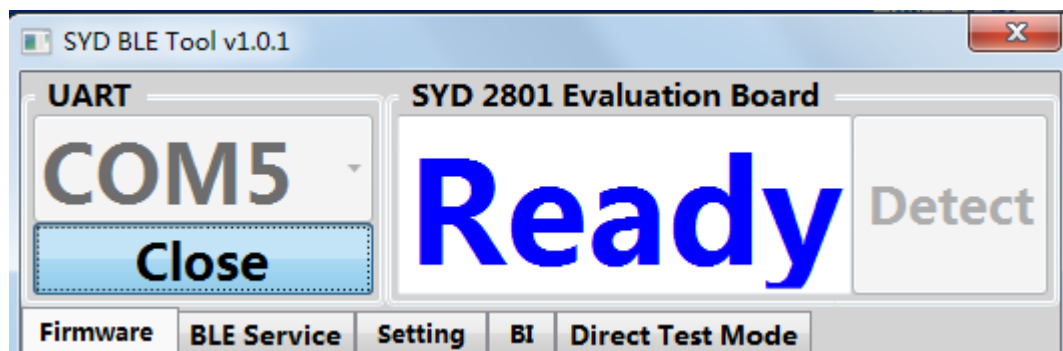 SYD BLE Tool v1.0.1
UART
COM5
Close
SYD 2801 Evaluation Board
Ready
Detect
Firmware BLE Service Setting BI Direct Test Mode